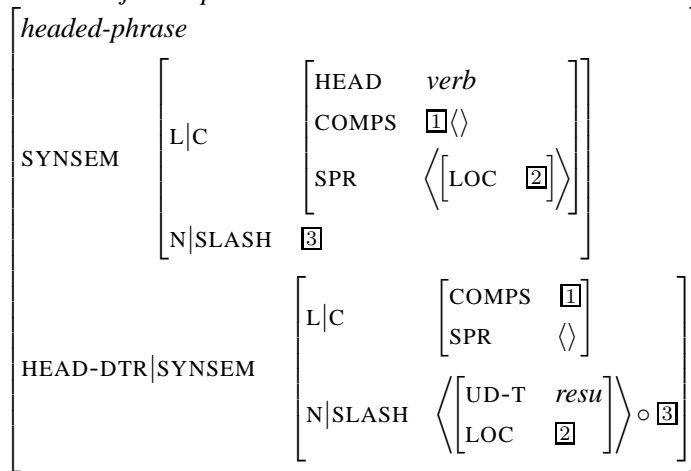 headed-phrase
SYNSEM
L|C
HEAD verb
COMPS 1⟨⟩
SPR ⟨[LOC 2]⟩
N|SLASH 3
HEAD-DTR|SYNSEM
L|C
COMPS 1
SPR ⟨⟩
N|SLASH ⟨[UD-T resu
LOC 2]⟩ ○ 3